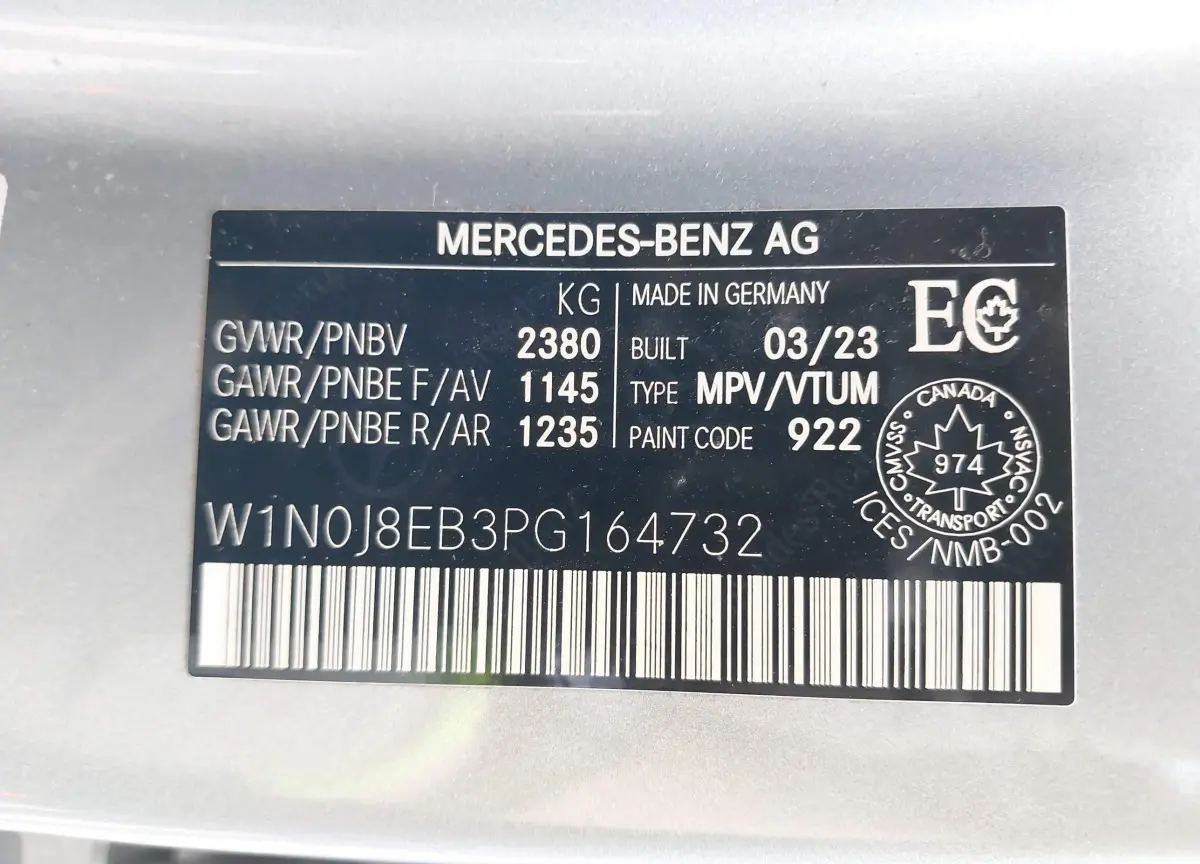 MERCEDES-BENZ AG
KG
GVWR/PNBV 2380
GAWR/PNBE F/AV 1145
GAWR/PNBE R/AR 1235
MADE IN GERMANY
BUILT 03/23
TYPE MPV/VTUM
PAINT CODE 922
EC
CANADA
CMVSS 974 NSVAC
TRANSPORT
ICES/NMB-002
W1N0J8EB3PG164732